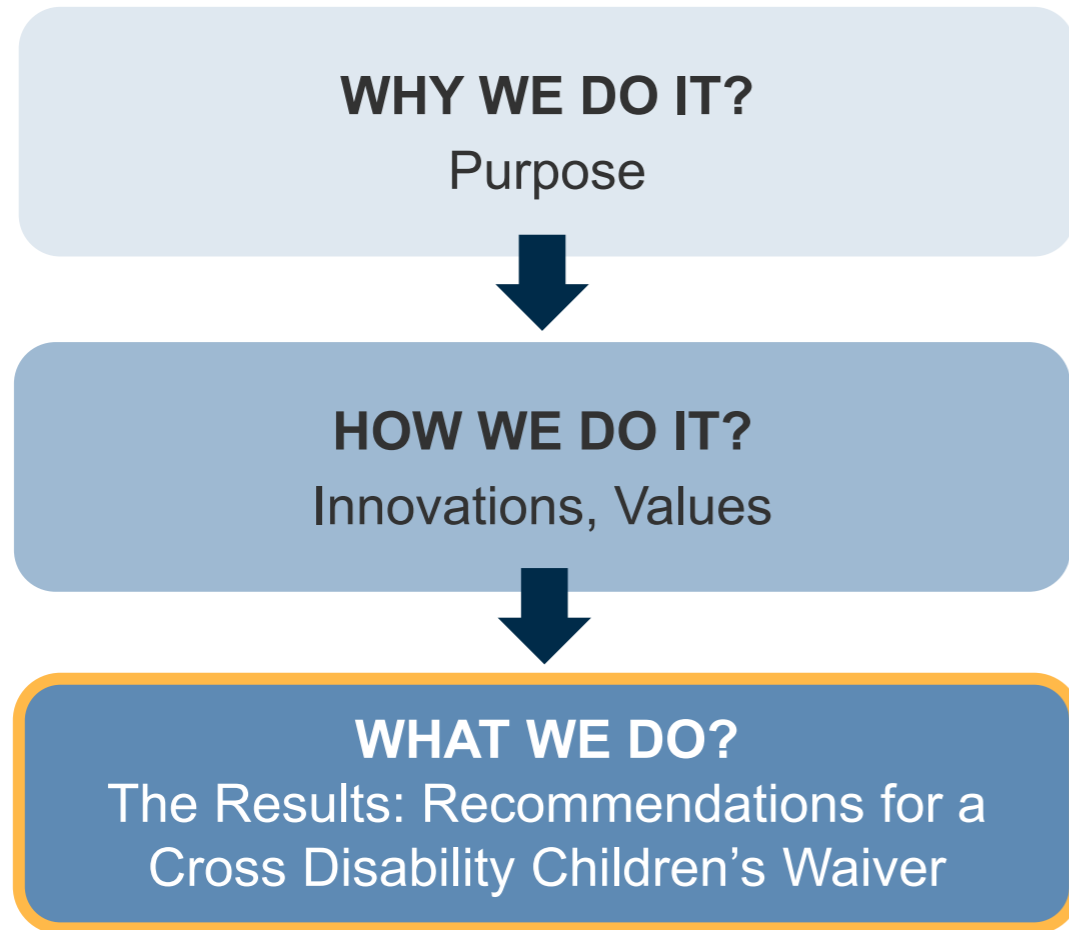 WHY WE DO IT?
Purpose
HOW WE DO IT?
Innovations, Values
WHAT WE DO?
The Results: Recommendations for a
Cross Disability Children’s Waiver